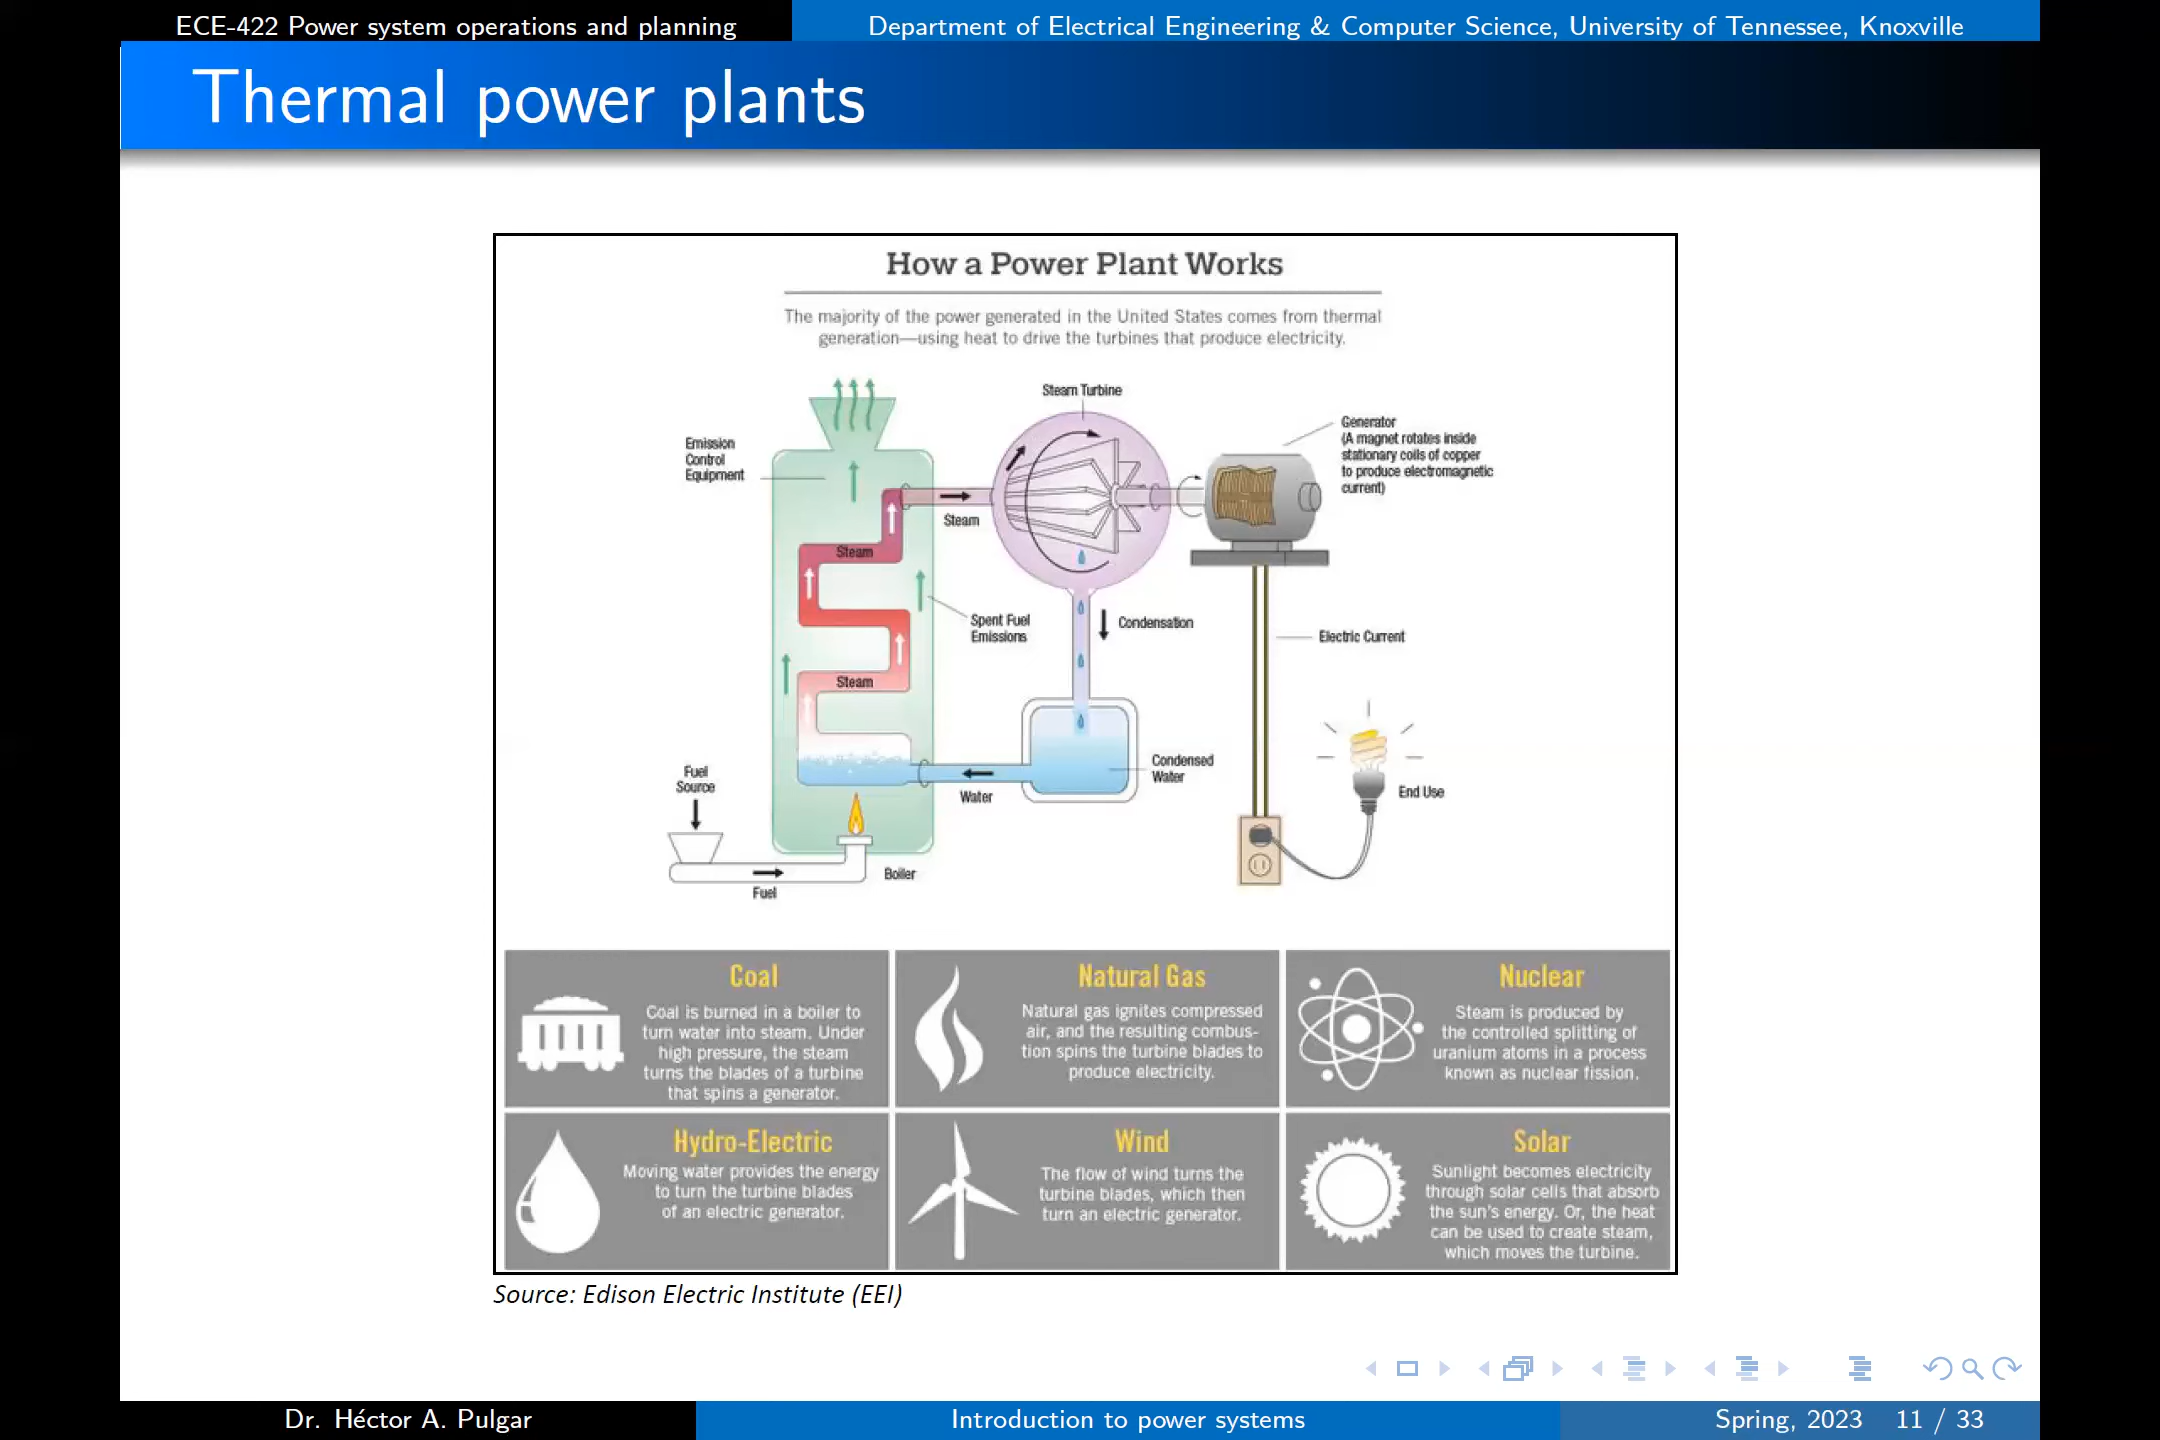 ECE-422 Power system operations and planning
Department of Electrical Engineering & Computer Science, University of Tennessee, Knoxville
Thermal power plants
How a Power Plant Works
The majority of the power generated in the United States comes from thermal
generation—using heat to drive the turbines that produce electricity.
Steam Turbine
Generator
(A magnet rotates inside
stationary coils of copper
to produce electromagnetic
current)
Emission
Control
Equipment
Steam
Steam
Spent Fuel
Emissions
Condensation
Electric Current
Steam
Fuel
Source
Condensed
Water
Water
End Use
Boiler
Fuel
Coal
Coal is burned in a boiler to
turn water into steam. Under
high pressure, the steam
turns the blades of a turbine
that spins a generator.
Natural Gas
Natural gas ignites compressed
air, and the resulting combus-
tion spins the turbine blades to
produce electricity.
Nuclear
Steam is produced by
the controlled splitting of
uranium atoms in a process
known as nuclear fission.
Hydro-Electric
Moving water provides the energy
to turn the turbine blades
of an electric generator.
Wind
The flow of wind turns the
turbine blades, which then
turn an electric generator.
Solar
Sunlight becomes electricity
through solar cells that absorb
the sun's energy. Or, the heat
can be used to create steam,
which moves the turbine.
Source: Edison Electric Institute (EEI)
Dr. Héctor A. Pulgar
Introduction to power systems
Spring, 2023 11 / 33